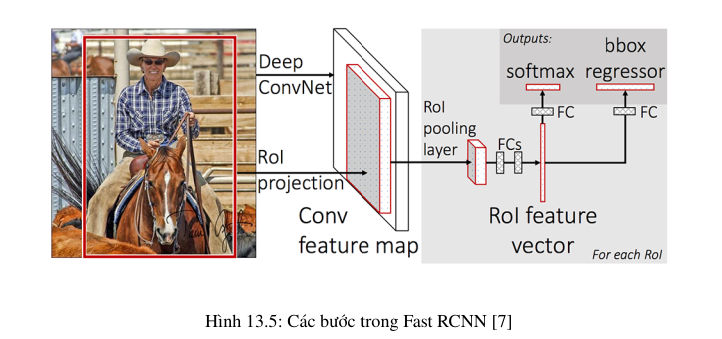 Deep
ConvNet
RoI
projection
Conv
feature map
RoI
pooling
layer
FCs
RoI feature
vector
Outputs:
softmax
bbox
regressor
FC
FC
For each RoI
Hình 13.5: Các bước trong Fast RCNN [7]